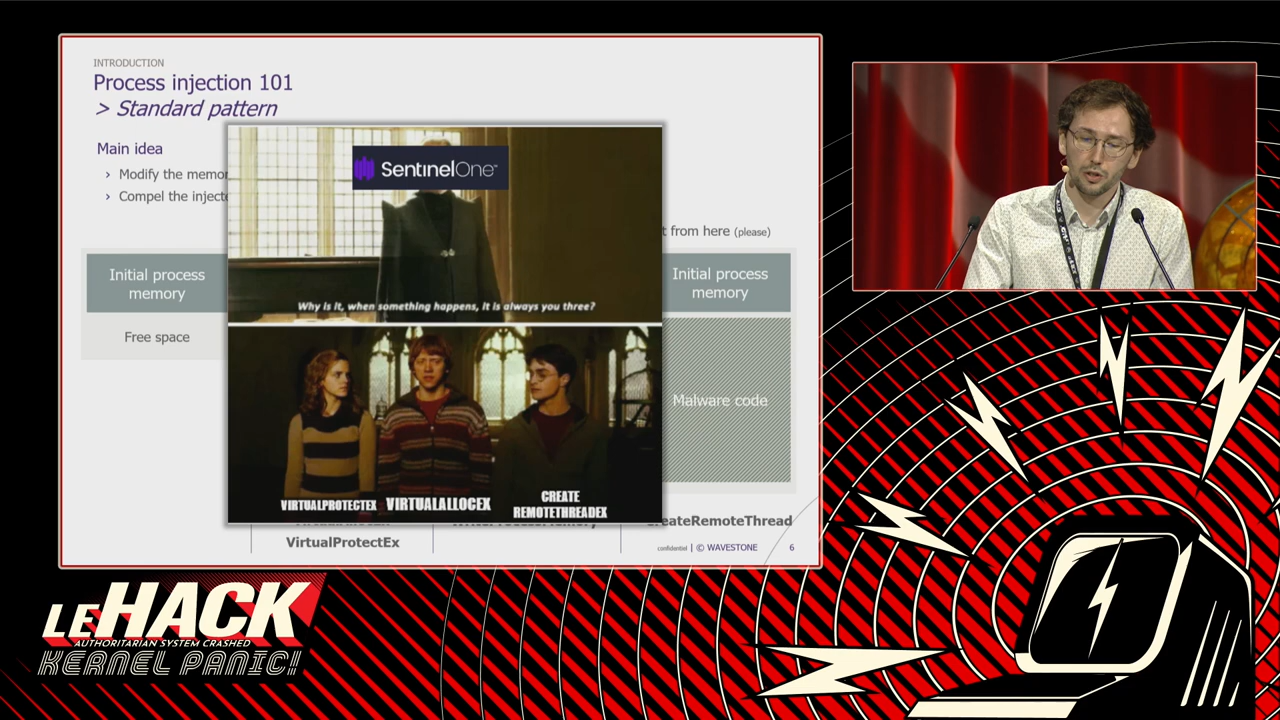 INTRODUCTION
Process injection 101
> Standard pattern
Main idea
› Modify the memor
› Compel the injecte
t from here (please)
Initial process
memory
Free space
SentinelOne™
Why is it, when something happens, it is always you three?
VIRTUALPROTECTEX
VIRTUALALLOCEX
CREATE
REMOTETHREADEX
Initial process
memory
Malware code
CreateRemoteThread
VirtualProtectEx
confidential | © WAVESTONE 6
LEHACK
AUTHORITARIAN SYSTEM CRASHED
KERNEL PANIC!